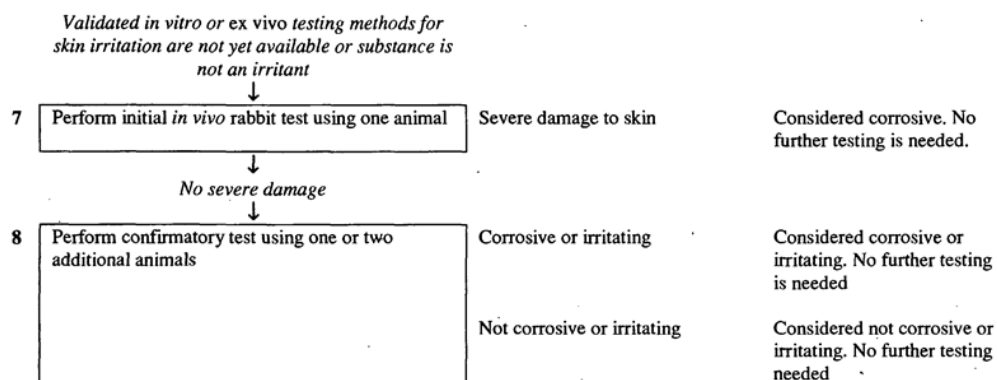 Validated in vitro or ex vivo testing methods for
skin irritation are not yet available or substance is
not an irritant
↓
7 Perform initial in vivo rabbit test using one animal Severe damage to skin Considered corrosive. No
further testing is needed.
↓
No severe damage
↓
8 Perform confirmatory test using one or two Corrosive or irritating Considered corrosive or
additional animals irritating. No further testing
is needed
Not corrosive or irritating Considered not corrosive or
irritating. No further testing
needed